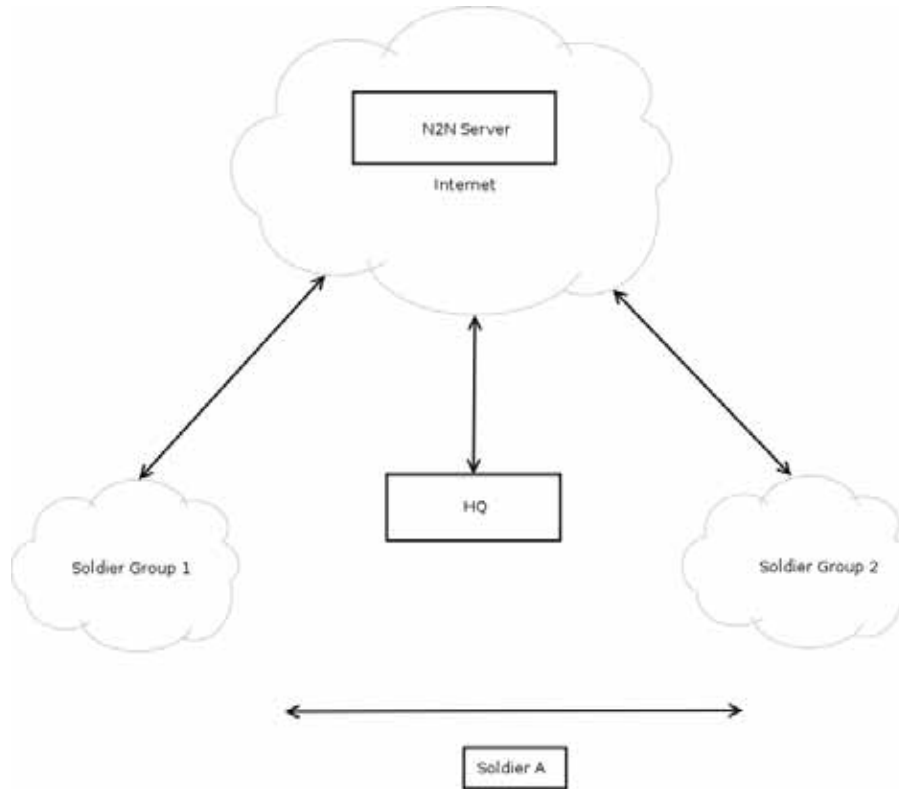 N2N Server
Internet
HQ
Soldier Group 1
Soldier Group 2
Soldier A